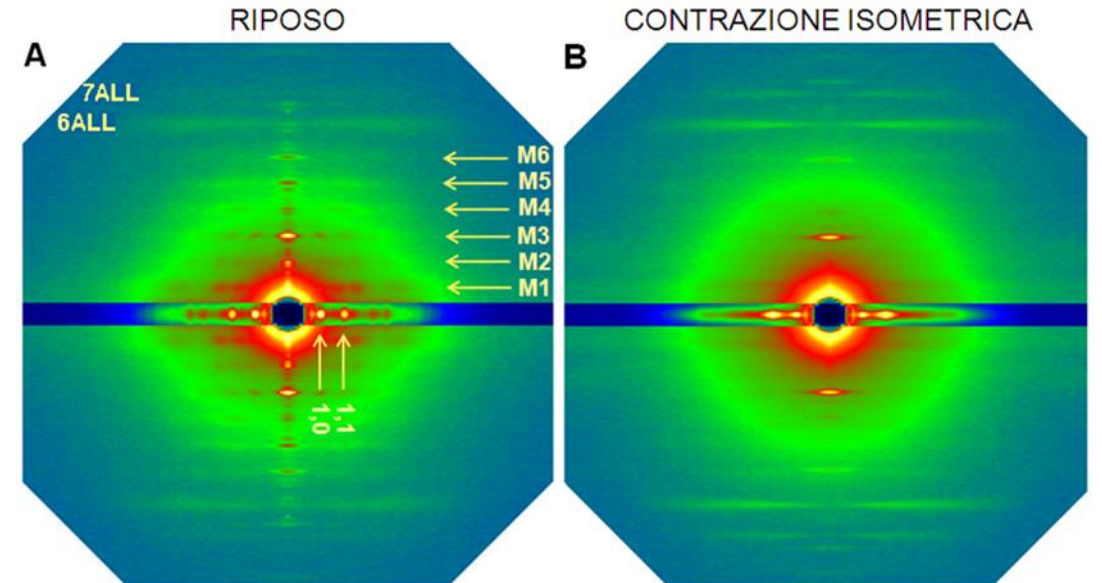 RIPOSO
CONTRAZIONE ISOMETRICA
A
B
7ALL
6ALL
M6
M5
M4
M3
M2
M1
1,0
1,1